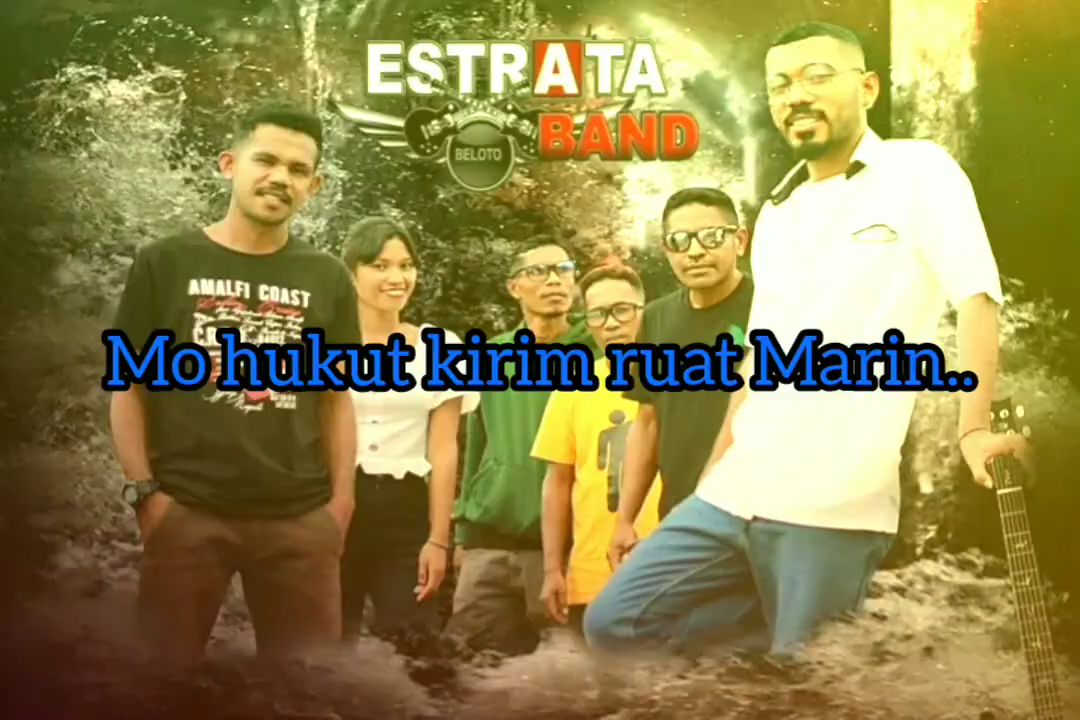 ESTRATA
BAND
BELOTO
AMALFI COAST
Mo hukut kirim ruat Marin..